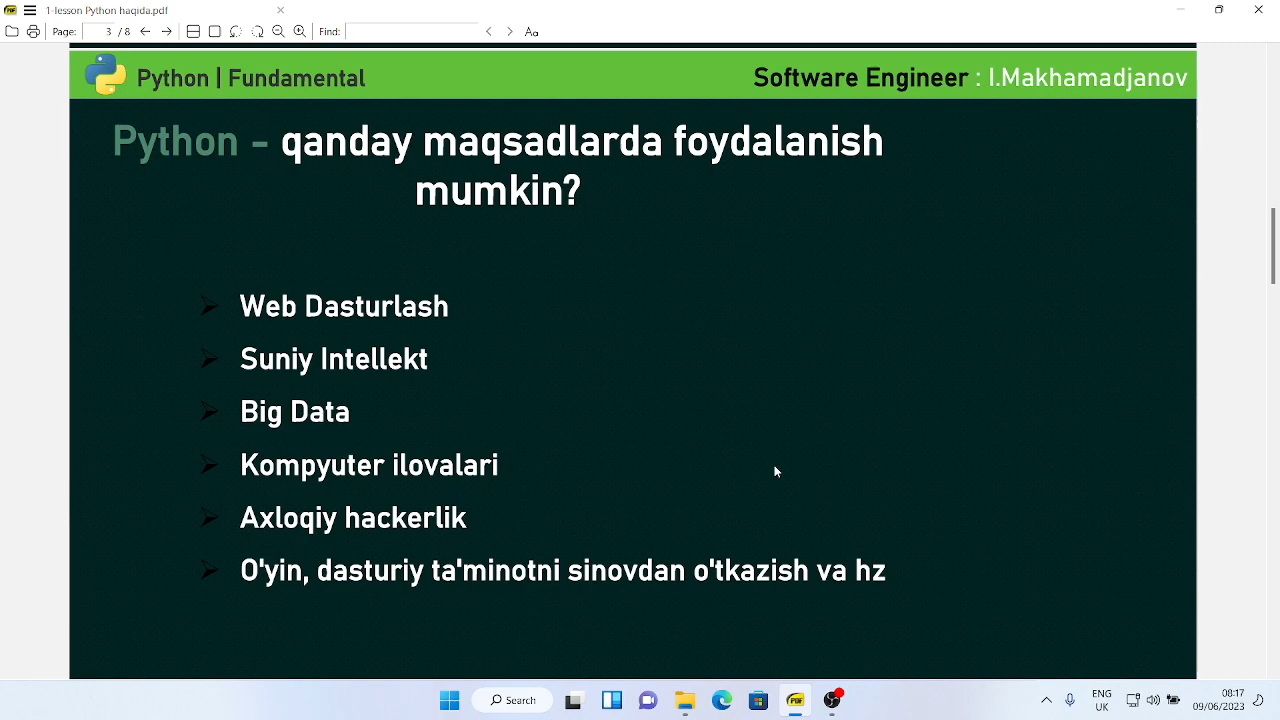 1-lesson Python haqida.pdf
Page: 3 / 8 Find: Aa
Python | Fundamental
Software Engineer : I.Makhamadjanov
Python - qanday maqsadlarda foydalanish
mumkin?
Web Dasturlash
Suniy Intellekt
Big Data
Kompyuter ilovalari
Axloqiy hackerlik
O'yin, dasturiy ta'minotni sinovdan o'tkazish va hz
Search
PDF
ENG
UK
08:17
09/06/2023